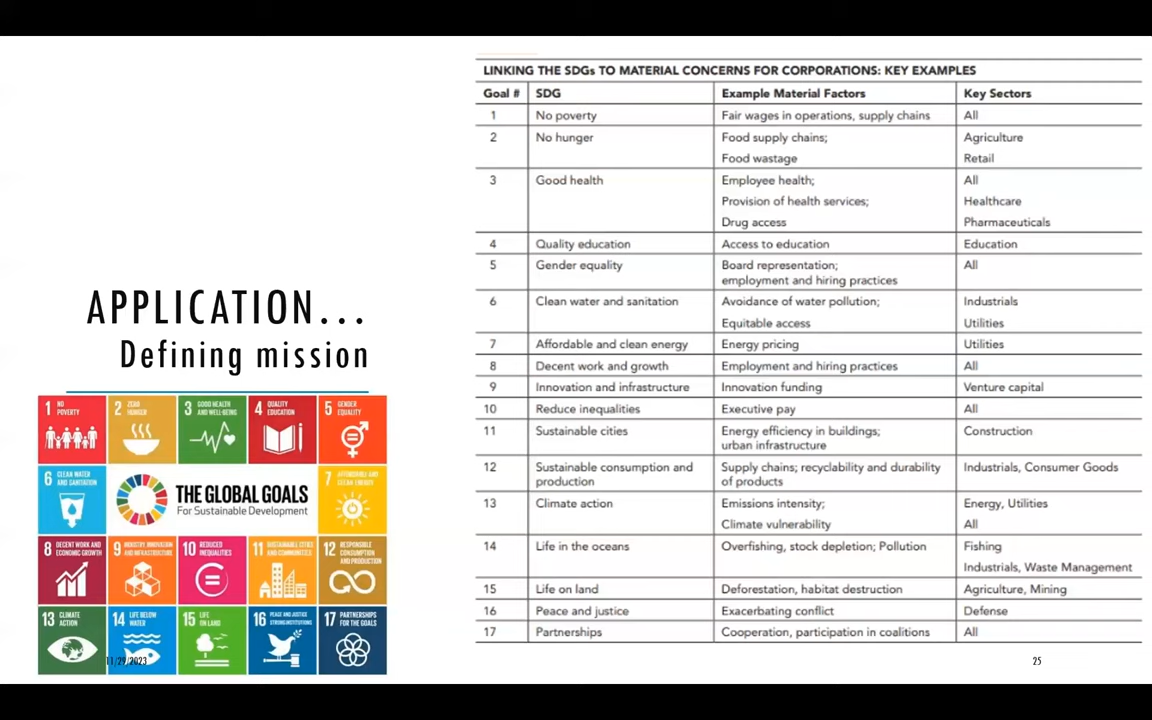 APPLICATION...
Defining mission
1 NO POVERTY
2 ZERO HUNGER
3 GOOD HEALTH AND WELL-BEING
4 QUALITY EDUCATION
5 GENDER EQUALITY
6 CLEAN WATER AND SANITATION
THE GLOBAL GOALS
For Sustainable Development
7 AFFORDABLE AND CLEAN ENERGY
8 DECENT WORK AND ECONOMIC GROWTH
9 INDUSTRY, INNOVATION AND INFRASTRUCTURE
10 REDUCED INEQUALITIES
11 SUSTAINABLE CITIES AND COMMUNITIES
12 RESPONSIBLE CONSUMPTION AND PRODUCTION
13 CLIMATE ACTION
14 LIFE BELOW WATER
15 LIFE ON LAND
16 PEACE AND JUSTICE STRONG INSTITUTIONS
17 PARTNERSHIPS FOR THE GOALS
11/29/2023
LINKING THE SDGs TO MATERIAL CONCERNS FOR CORPORATIONS: KEY EXAMPLES
Goal # SDG Example Material Factors Key Sectors
1 No poverty Fair wages in operations, supply chains All
2 No hunger Food supply chains; Agriculture
Food wastage Retail
3 Good health Employee health; All
Provision of health services; Healthcare
Drug access Pharmaceuticals
4 Quality education Access to education Education
5 Gender equality Board representation; All
employment and hiring practices
6 Clean water and sanitation Avoidance of water pollution; Industrials
Equitable access Utilities
7 Affordable and clean energy Energy pricing Utilities
8 Decent work and growth Employment and hiring practices All
9 Innovation and infrastructure Innovation funding Venture capital
10 Reduce inequalities Executive pay All
11 Sustainable cities Energy efficiency in buildings; Construction
urban infrastructure
12 Sustainable consumption and Supply chains; recyclability and durability Industrials, Consumer Goods
production of products
13 Climate action Emissions intensity; Energy, Utilities
Climate vulnerability All
14 Life in the oceans Overfishing, stock depletion; Pollution Fishing
Industrials, Waste Management
15 Life on land Deforestation, habitat destruction Agriculture, Mining
16 Peace and justice Exacerbating conflict Defense
17 Partnerships Cooperation, participation in coalitions All
25